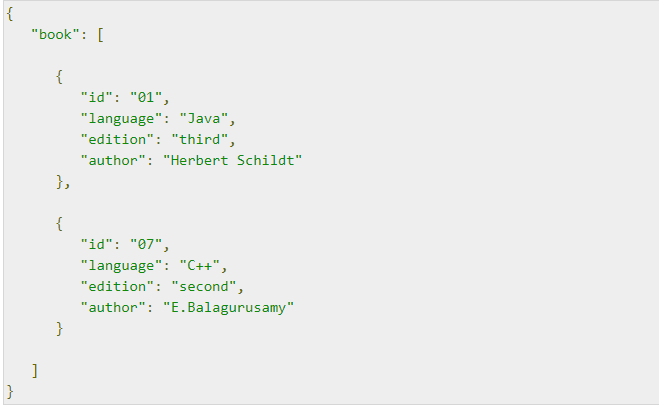 {
"book": [
{
"id": "01",
"language": "Java",
"edition": "third",
"author": "Herbert Schildt"
},
{
"id": "07",
"language": "C++",
"edition": "second",
"author": "E.Balagurusamy"
}
]
}